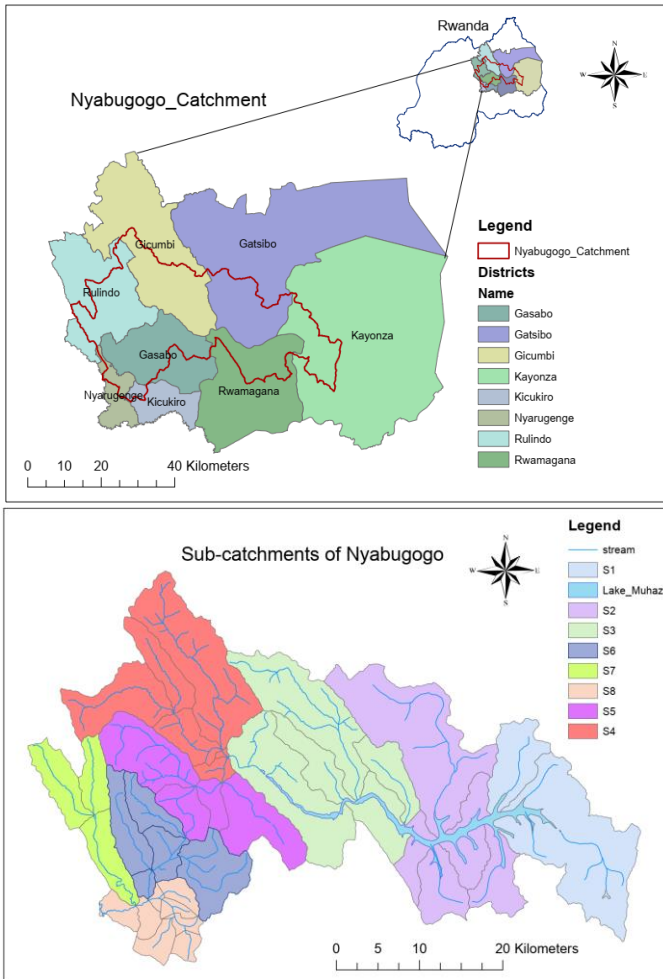 Rwanda
N
W E
S
Nyabugogo_Catchment
Gicumbi
Gatsibo
Rulindo
Kayonza
Gasabo
Nyarugenge
Kicukiro
Rwamagana
Legend
Nyabugogo_Catchment
Districts
Name
Gasabo
Gatsibo
Gicumbi
Kayonza
Kicukiro
Nyarugenge
Rulindo
Rwamagana
0 10 20 40 Kilometers
Sub-catchments of Nyabugogo
N
W E
S
Legend
stream
S1
Lake_Muhaz
S2
S3
S6
S7
S8
S5
S4
0 5 10 20 Kilometers